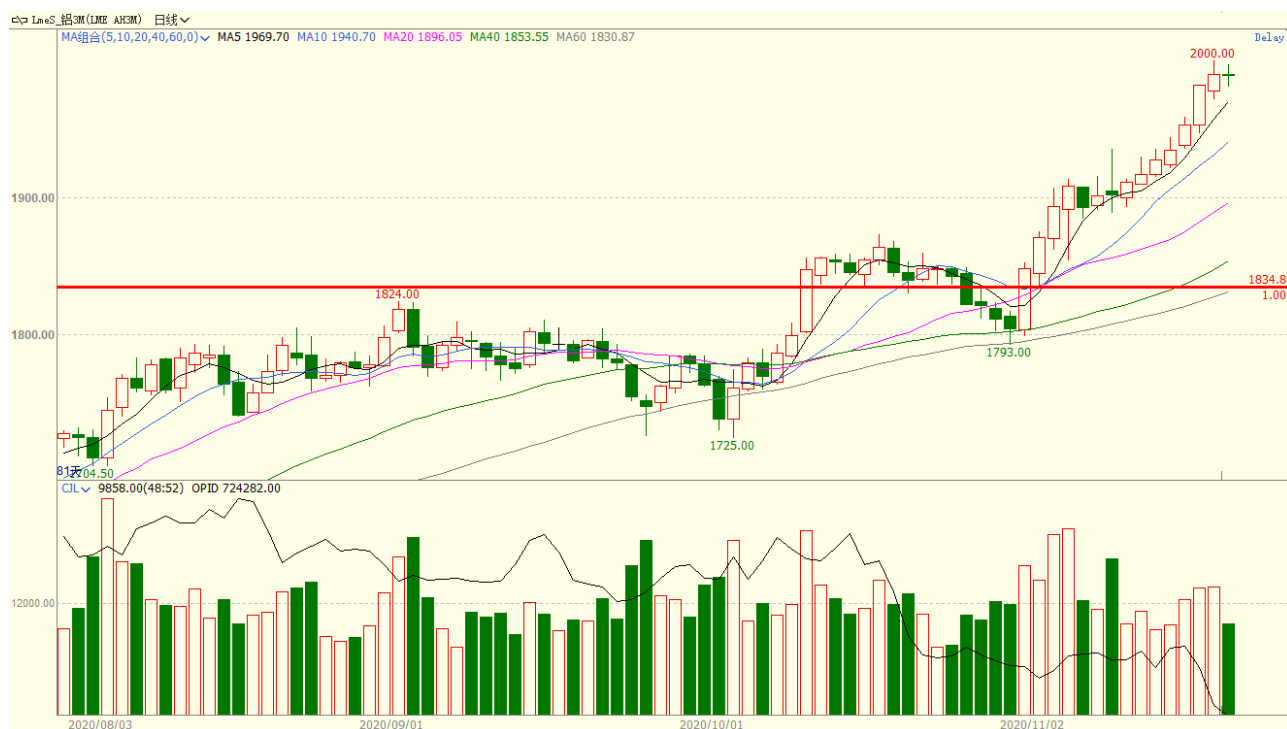 LmeS_铝3M(LME AH3M) 日线
MA组合(5,10,20,40,60,0) MA5 1969.70 MA10 1940.70 MA20 1896.05 MA40 1853.55 MA60 1830.87
Delay
2000.00
1900.00
1834.8
1824.00
1.00
1800.00
1793.00
1725.00
81天
1704.50
CJL 9858.00(48:52) OPID 724282.00
12000.00
2020/08/03 2020/09/01 2020/10/01 2020/11/02